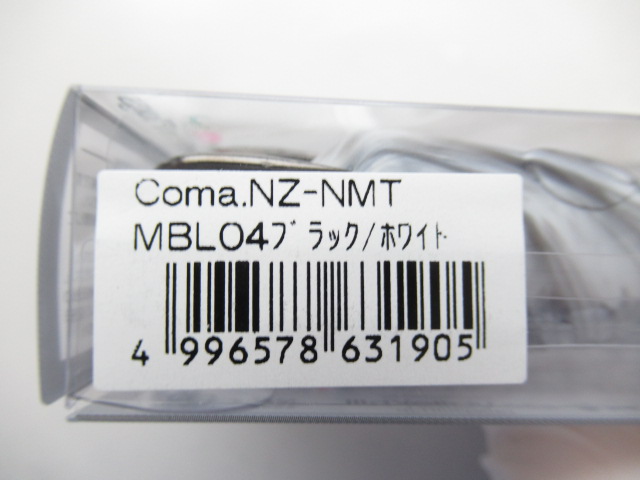 Coma.NZ-NMT
MBL04ﾌﾞﾗｯｸ/ﾎﾜｲﾄ
4 996578 631905